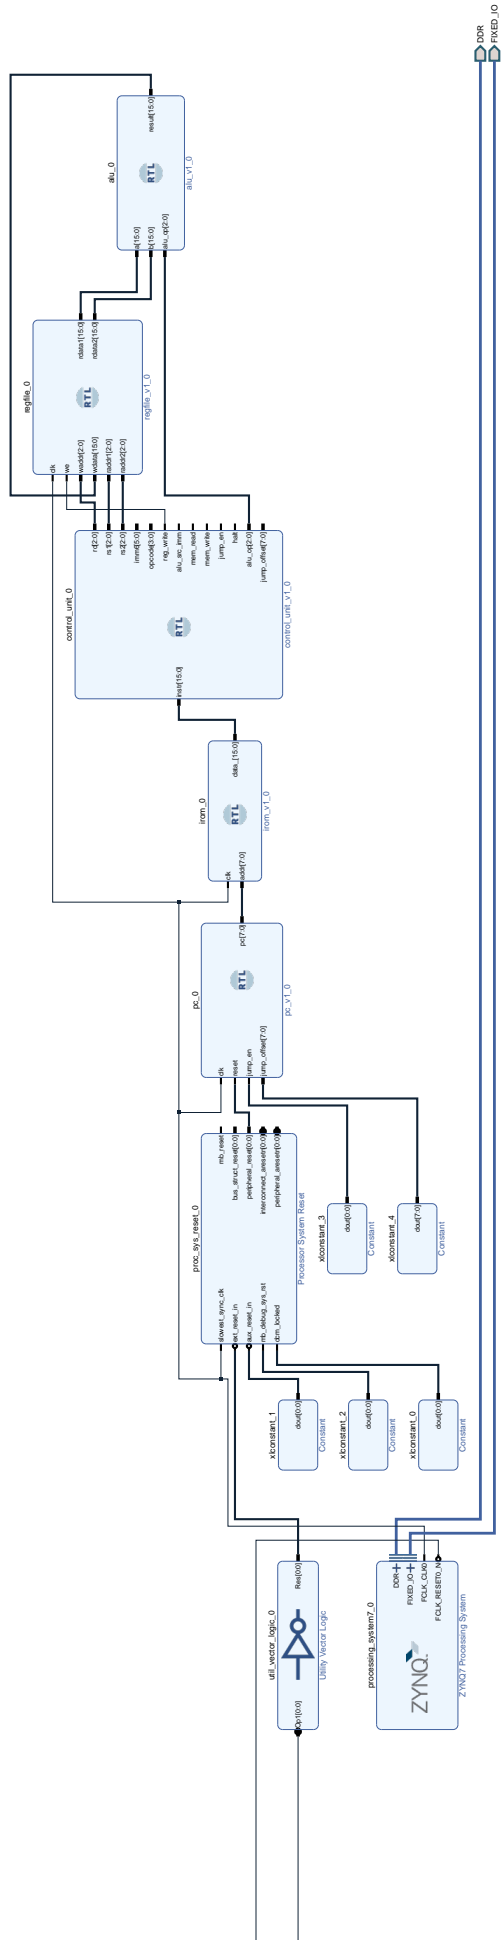 util_vector_logic_0
Op1[0:0]
Res[0:0]
Utility Vector Logic
processing_system7_0
ZYNQ
DDR
FIXED_IO
FCLK_CLK0
FCLK_RESET0_N
ZYNQ7 Processing System
xlconstant_1
dout[0:0]
Constant
xlconstant_2
dout[0:0]
Constant
xlconstant_0
dout[0:0]
Constant
proc_sys_reset_0
slowest_sync_clk
ext_reset_in
aux_reset_in
mb_debug_sys_rst
dcm_locked
mb_reset
bus_struct_reset[0:0]
peripheral_reset[0:0]
interconnect_aresetn[0:0]
peripheral_aresetn[0:0]
Processor System Reset
xlconstant_3
dout[0:0]
Constant
xlconstant_4
dout[7:0]
Constant
pc_0
clk
reset
jump_en
jump_offset[7:0]
RTL
pc[7:0]
pc_v1_0
irom_0
clk
addr[7:0]
RTL
data_[15:0]
irom_v1_0
control_unit_0
instr[15:0]
RTL
rd[2:0]
rs1[2:0]
rs2[2:0]
imm6[5:0]
opcode[3:0]
reg_write
alu_src_imm
mem_read
mem_write
jump_en
halt
alu_op[2:0]
jump_offset[7:0]
control_unit_v1_0
regfile_0
clk
we
waddr[2:0]
wdata[15:0]
raddr1[2:0]
raddr2[2:0]
RTL
rdata1[15:0]
rdata2[15:0]
regfile_v1_0
alu_0
a[15:0]
b[15:0]
alu_op[2:0]
RTL
result[15:0]
alu_v1_0
DDR
FIXED_IO